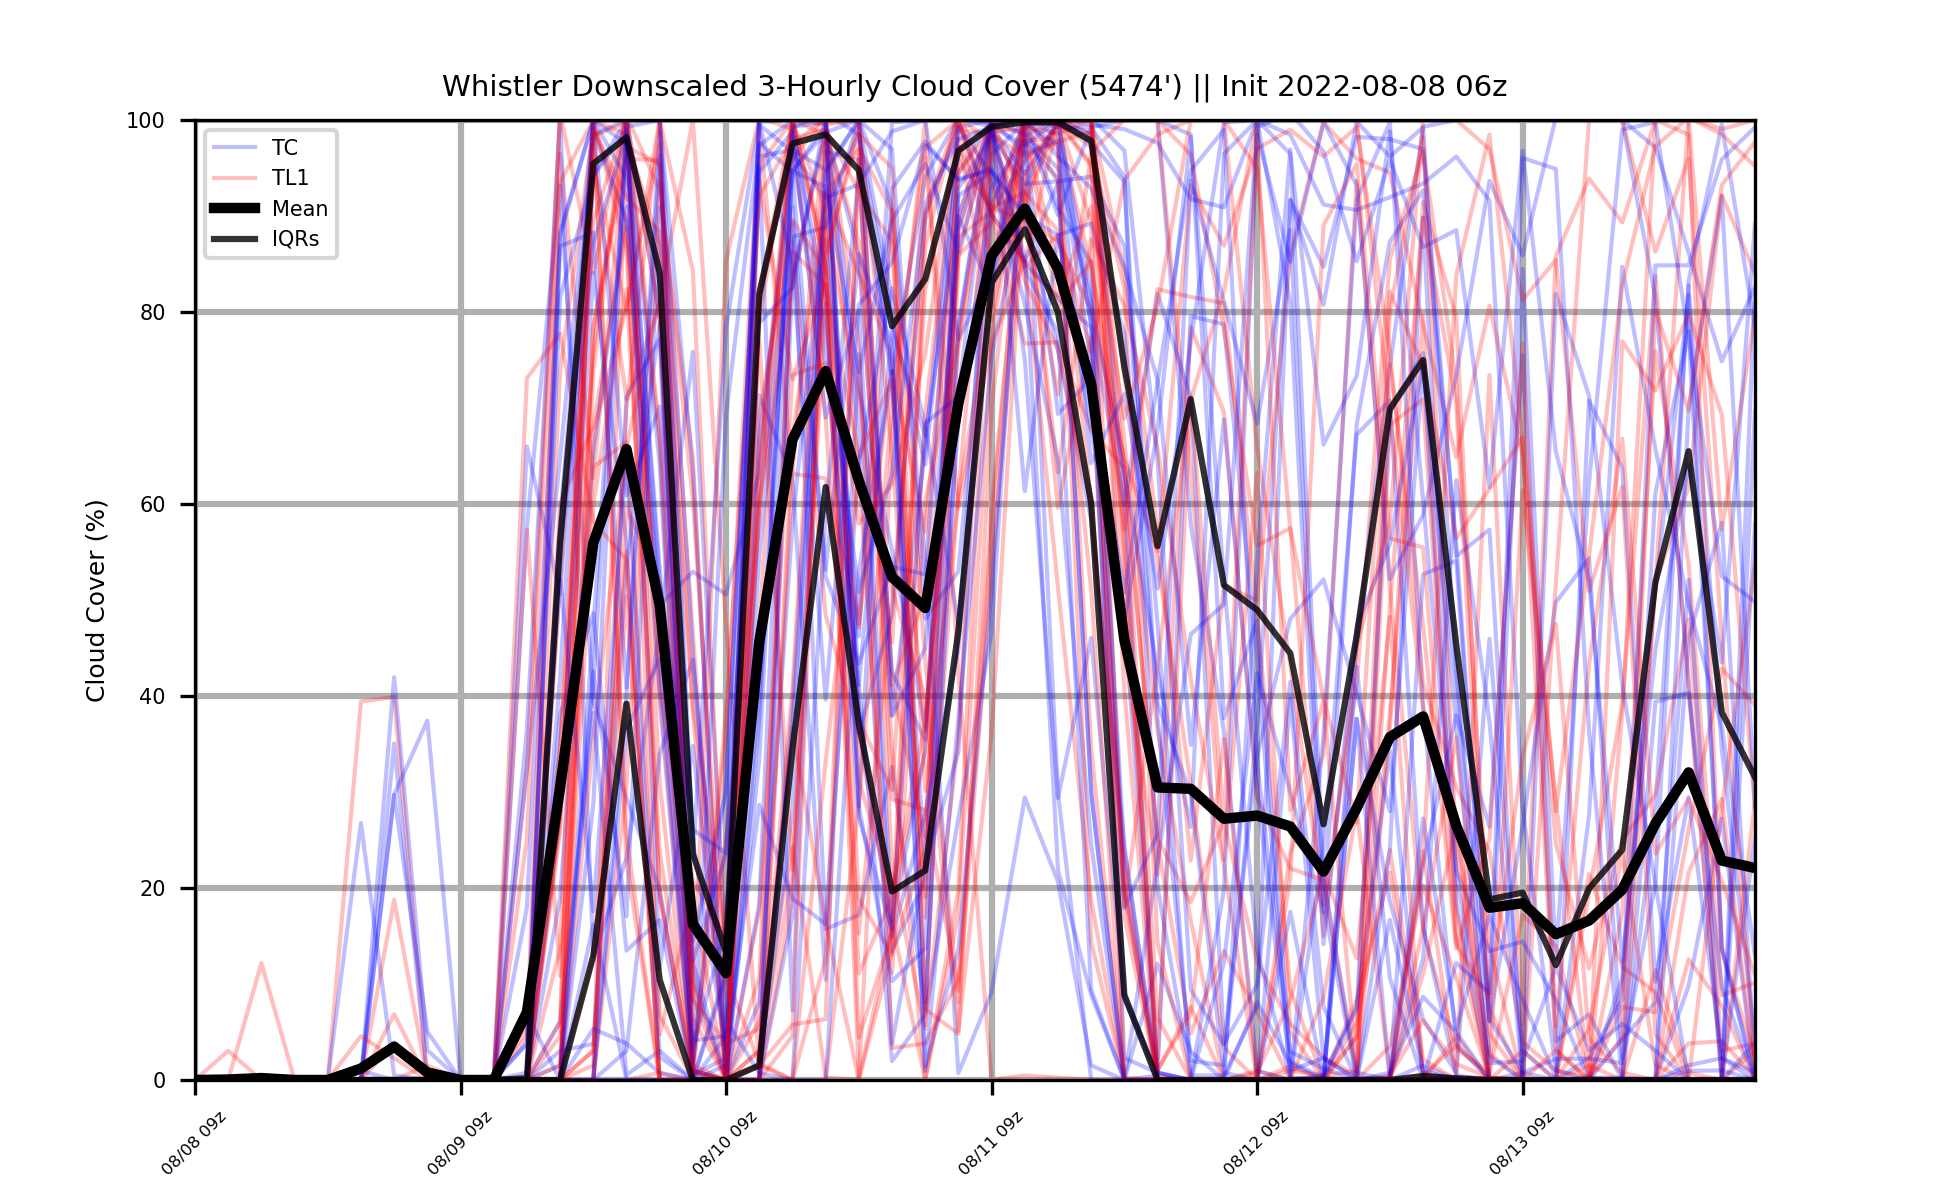 Whistler Downscaled 3-Hourly Cloud Cover (5474') || Init 2022-08-08 06z
TC
TL1
Mean
IQRs
Cloud Cover (%)
100
80
60
40
20
0
08/08 09z
08/09 09z
08/10 09z
08/11 09z
08/12 09z
08/13 09z